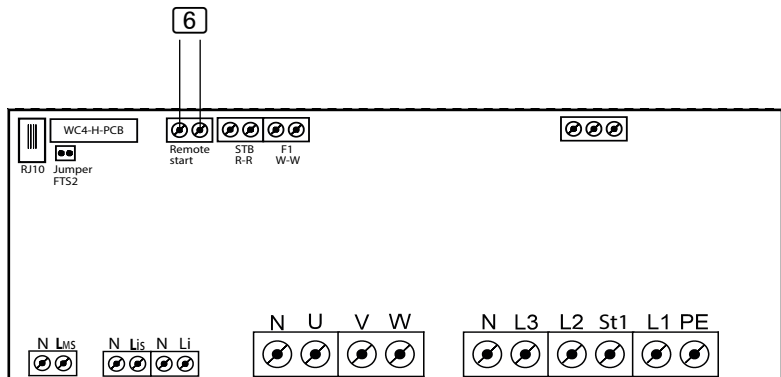 6
WC4-H-PCB
RJ10
Jumper
FTS2
Remote
start
STB
R-R
F1
W-W
N LMS
N LiS N Li
N U V W
N L3 L2 St1 L1 PE